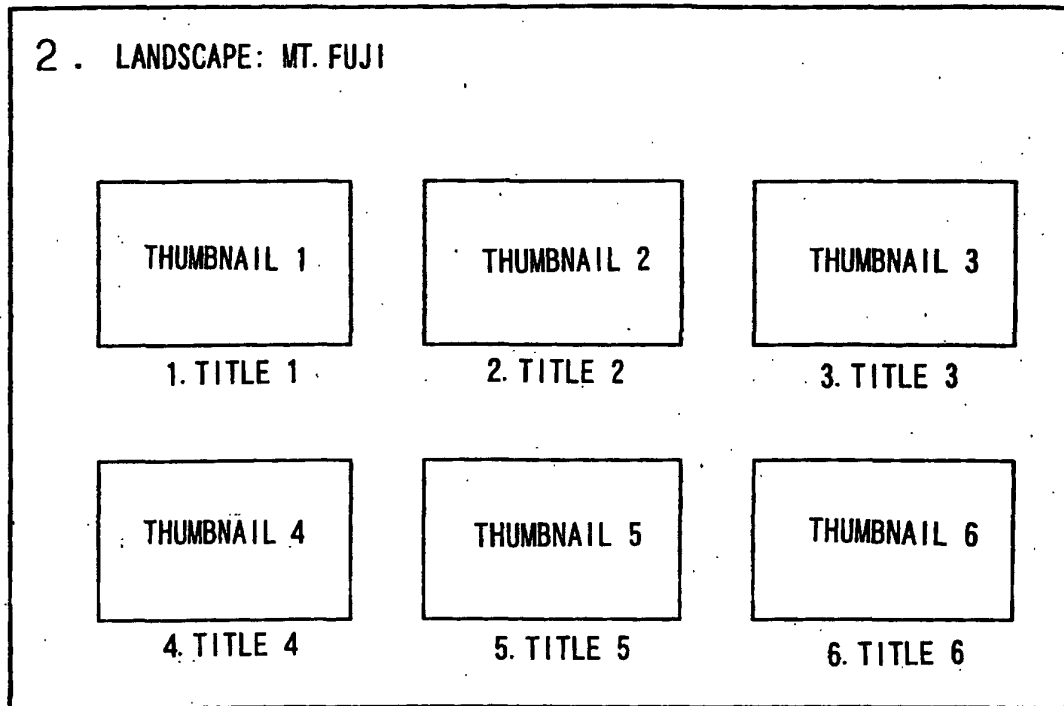 2. LANDSCAPE: MT. FUJI
THUMBNAIL 1 THUMBNAIL 2 THUMBNAIL 3
1. TITLE 1 2. TITLE 2 3. TITLE 3
THUMBNAIL 4 THUMBNAIL 5 THUMBNAIL 6
4. TITLE 4 5. TITLE 5 6. TITLE 6